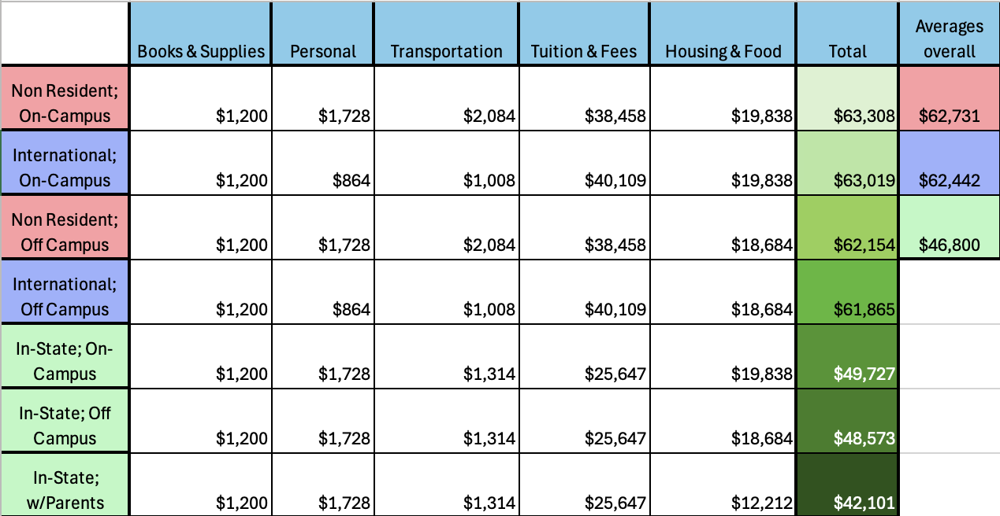 Averages
Books & Supplies Personal Transportation Tuition & Fees Housing & Food Total overall
Non Resident;
On-Campus $1,200 $1,728 $2,084 $38,458 $19,838 $63,308 $62,731
International;
On-Campus $1,200 $864 $1,008 $40,109 $19,838 $63,019 $62,442
Non Resident;
Off Campus $1,200 $1,728 $2,084 $38,458 $18,684 $62,154 $46,800
International;
Off Campus $1,200 $864 $1,008 $40,109 $18,684 $61,865
In-State; On-
Campus $1,200 $1,728 $1,314 $25,647 $19,838 $49,727
In-State; Off
Campus $1,200 $1,728 $1,314 $25,647 $18,684 $48,573
In-State;
w/Parents $1,200 $1,728 $1,314 $25,647 $12,212 $42,101